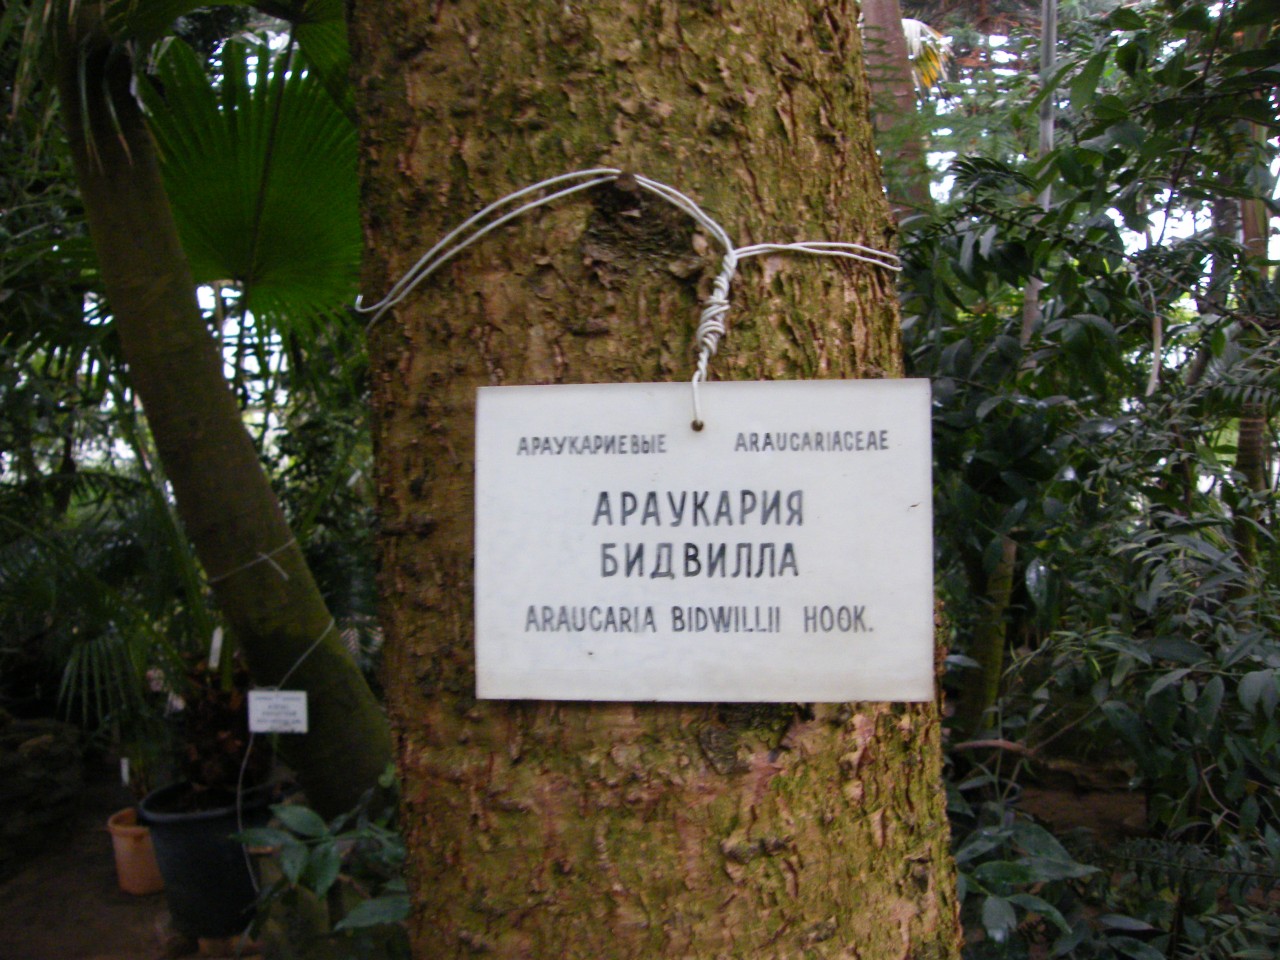 АРАУКАРИЕВЫЕ ARAUCARIACEAE
АРАУКАРИЯ
БИДВИЛЛА
ARAUCARIA BIDWILLII HOOK.